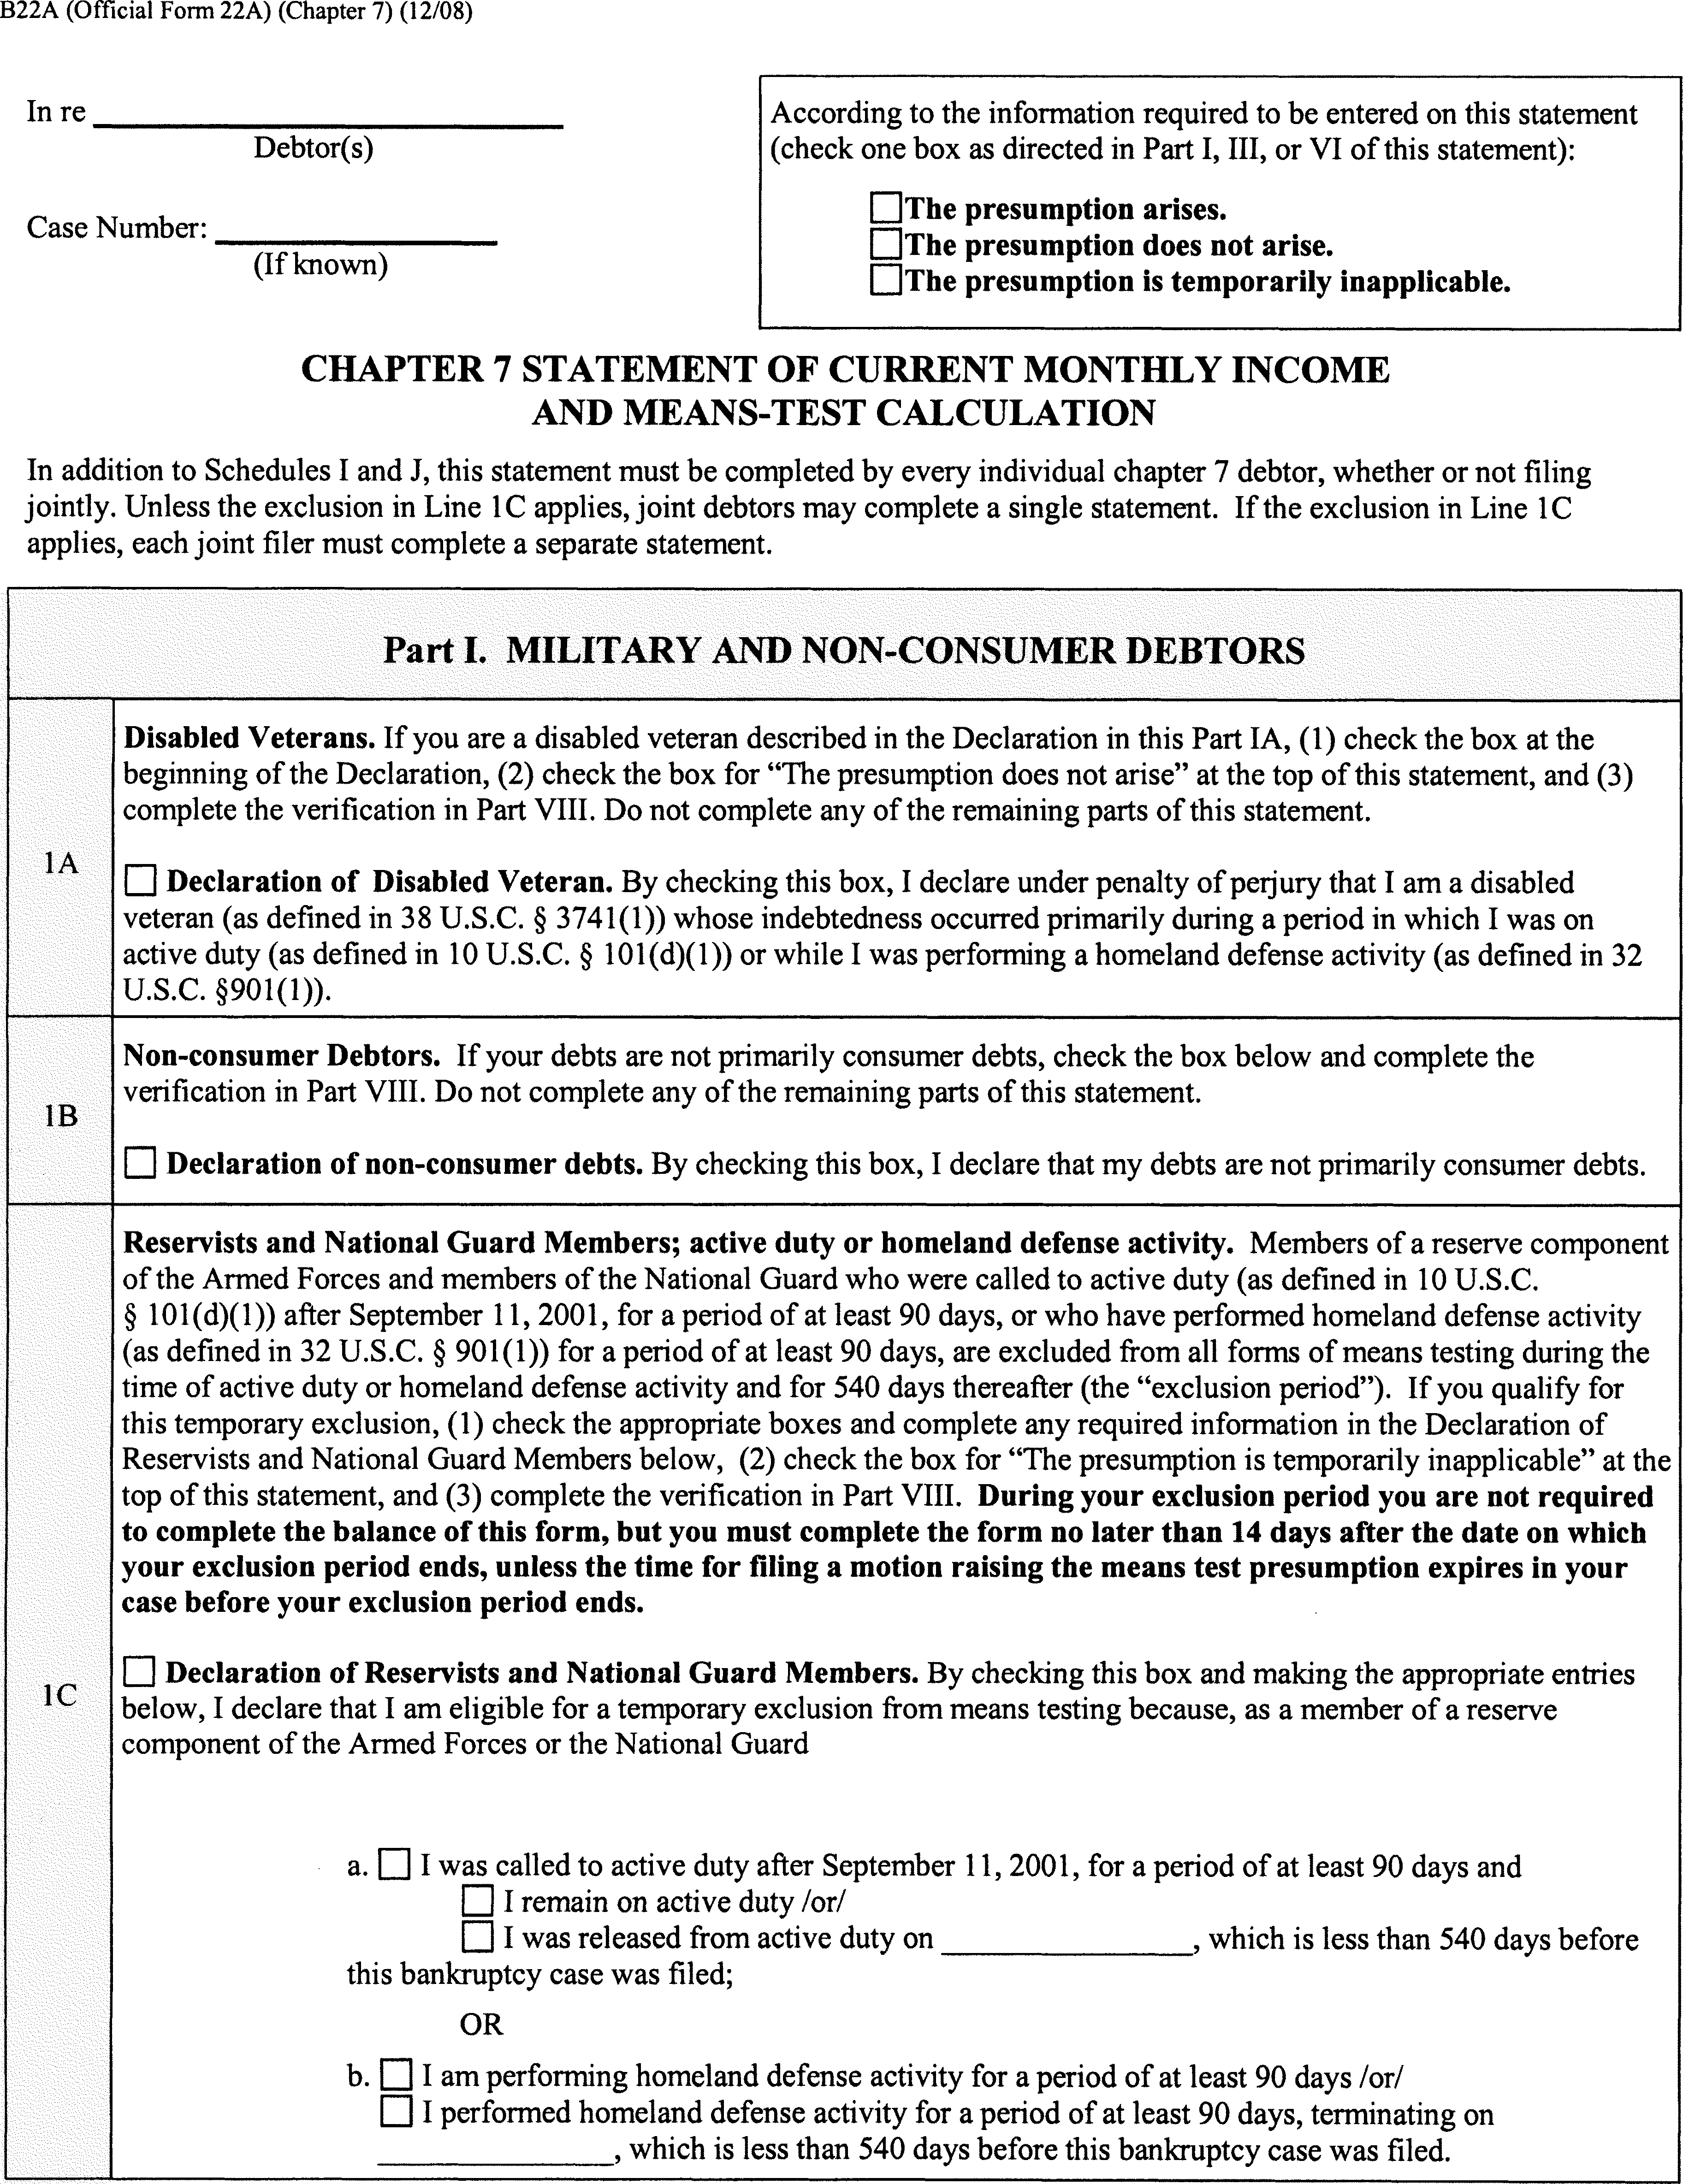 B22A (Official Form 22A) (Chapter 7) (12/08)
In re
Debtor(s)
Case Number:
(If known)
According to the information required to be entered on this statement
(check one box as directed in Part I, III, or VI of this statement):
The presumption arises.
The presumption does not arise.
The presumption is temporarily inapplicable.
CHAPTER 7 STATEMENT OF CURRENT MONTHLY INCOME
AND MEANS-TEST CALCULATION
In addition to Schedules I and J, this statement must be completed by every individual chapter 7 debtor, whether or not filing
jointly. Unless the exclusion in Line 1C applies, joint debtors may complete a single statement. If the exclusion in Line 1C
applies, each joint filer must complete a separate statement.
Part I. MILITARY AND NON-CONSUMER DEBTORS
1A
Disabled Veterans. If you are a disabled veteran described in the Declaration in this Part IA, (1) check the box at the
beginning of the Declaration, (2) check the box for “The presumption does not arise” at the top of this statement, and (3)
complete the verification in Part VIII. Do not complete any of the remaining parts of this statement.
Declaration of Disabled Veteran. By checking this box, I declare under penalty of perjury that I am a disabled
veteran (as defined in 38 U.S.C. § 3741(1)) whose indebtedness occurred primarily during a period in which I was on
active duty (as defined in 10 U.S.C. § 101(d)(1)) or while I was performing a homeland defense activity (as defined in 32
U.S.C. §901(1)).
1B
Non-consumer Debtors. If your debts are not primarily consumer debts, check the box below and complete the
verification in Part VIII. Do not complete any of the remaining parts of this statement.
Declaration of non-consumer debts. By checking this box, I declare that my debts are not primarily consumer debts.
1C
Reservists and National Guard Members; active duty or homeland defense activity. Members of a reserve component
of the Armed Forces and members of the National Guard who were called to active duty (as defined in 10 U.S.C.
§ 101(d)(1)) after September 11, 2001, for a period of at least 90 days, or who have performed homeland defense activity
(as defined in 32 U.S.C. § 901(1)) for a period of at least 90 days, are excluded from all forms of means testing during the
time of active duty or homeland defense activity and for 540 days thereafter (the “exclusion period”). If you qualify for
this temporary exclusion, (1) check the appropriate boxes and complete any required information in the Declaration of
Reservists and National Guard Members below, (2) check the box for “The presumption is temporarily inapplicable” at the
top of this statement, and (3) complete the verification in Part VIII. During your exclusion period you are not required
to complete the balance of this form, but you must complete the form no later than 14 days after the date on which
your exclusion period ends, unless the time for filing a motion raising the means test presumption expires in your
case before your exclusion period ends.
Declaration of Reservists and National Guard Members. By checking this box and making the appropriate entries
below, I declare that I am eligible for a temporary exclusion from means testing because, as a member of a reserve
component of the Armed Forces or the National Guard
a. I was called to active duty after September 11, 2001, for a period of at least 90 days and
I remain on active duty /or/
I was released from active duty on ________________, which is less than 540 days before
this bankruptcy case was filed;
OR
b. I am performing homeland defense activity for a period of at least 90 days /or/
I performed homeland defense activity for a period of at least 90 days, terminating on
_______________, which is less than 540 days before this bankruptcy case was filed.